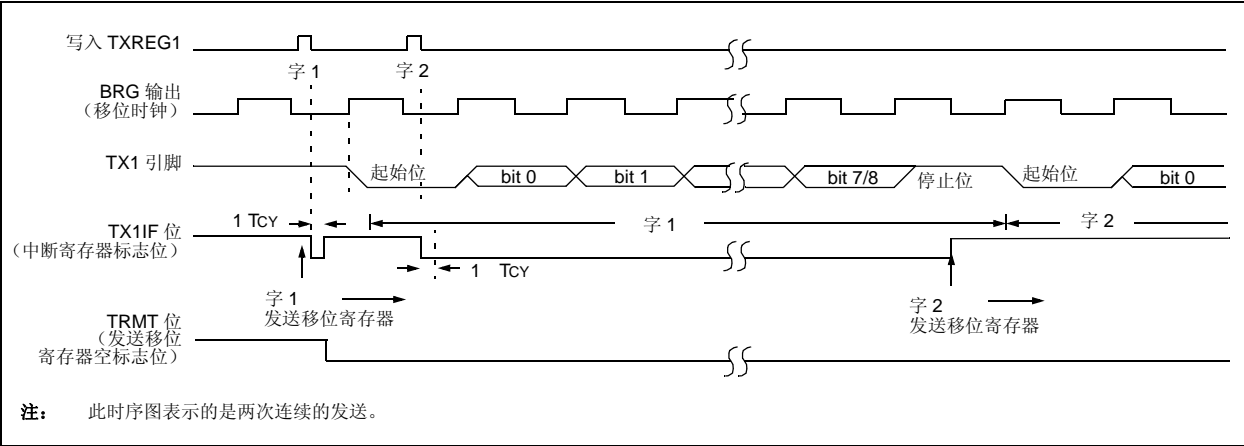 写入 TXREG1
字 1
字 2
BRG 输出
（移位时钟）
TX1 引脚
起始位
bit 0
bit 1
bit 7/8
停止位
起始位
bit 0
TX1IF 位
（中断寄存器标志位）
1 TCY
字 1
字 2
1 TCY
字 1
发送移位寄存器
字 2
发送移位寄存器
TRMT 位
（发送移位
寄存器空标志位）
注： 此时序图表示的是两次连续的发送。